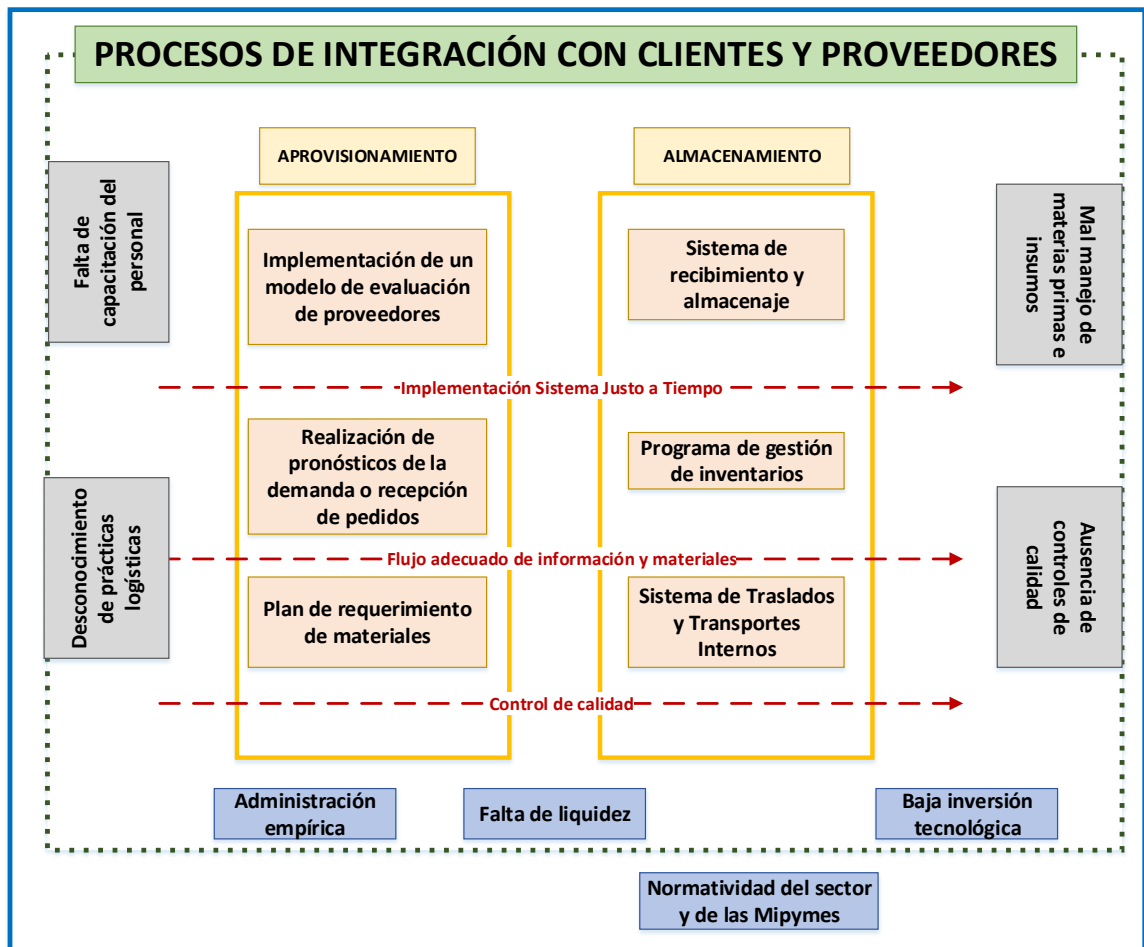 PROCESOS DE INTEGRACIÓN CON CLIENTES Y PROVEEDORES
APROVISIONAMIENTO
ALMACENAMIENTO
Falta de
capacitación del
personal
Implementación de un
modelo de evaluación
de proveedores
Sistema de
recibimiento y
almacenaje
Mal manejo de
materias primas e
insumos
Implementación Sistema Justo a Tiempo
Desconocimiento
de prácticas
logísticas
Realización de
pronósticos de la
demanda o recepción
de pedidos
Programa de gestión
de inventarios
Ausencia de
controles de
calidad
Flujo adecuado de información y materiales
Plan de requerimiento
de materiales
Sistema de Traslados
y Transportes
Internos
Control de calidad
Administración
empírica
Falta de liquidez
Baja inversión
tecnológica
Normatividad del sector
y de las Mipymes